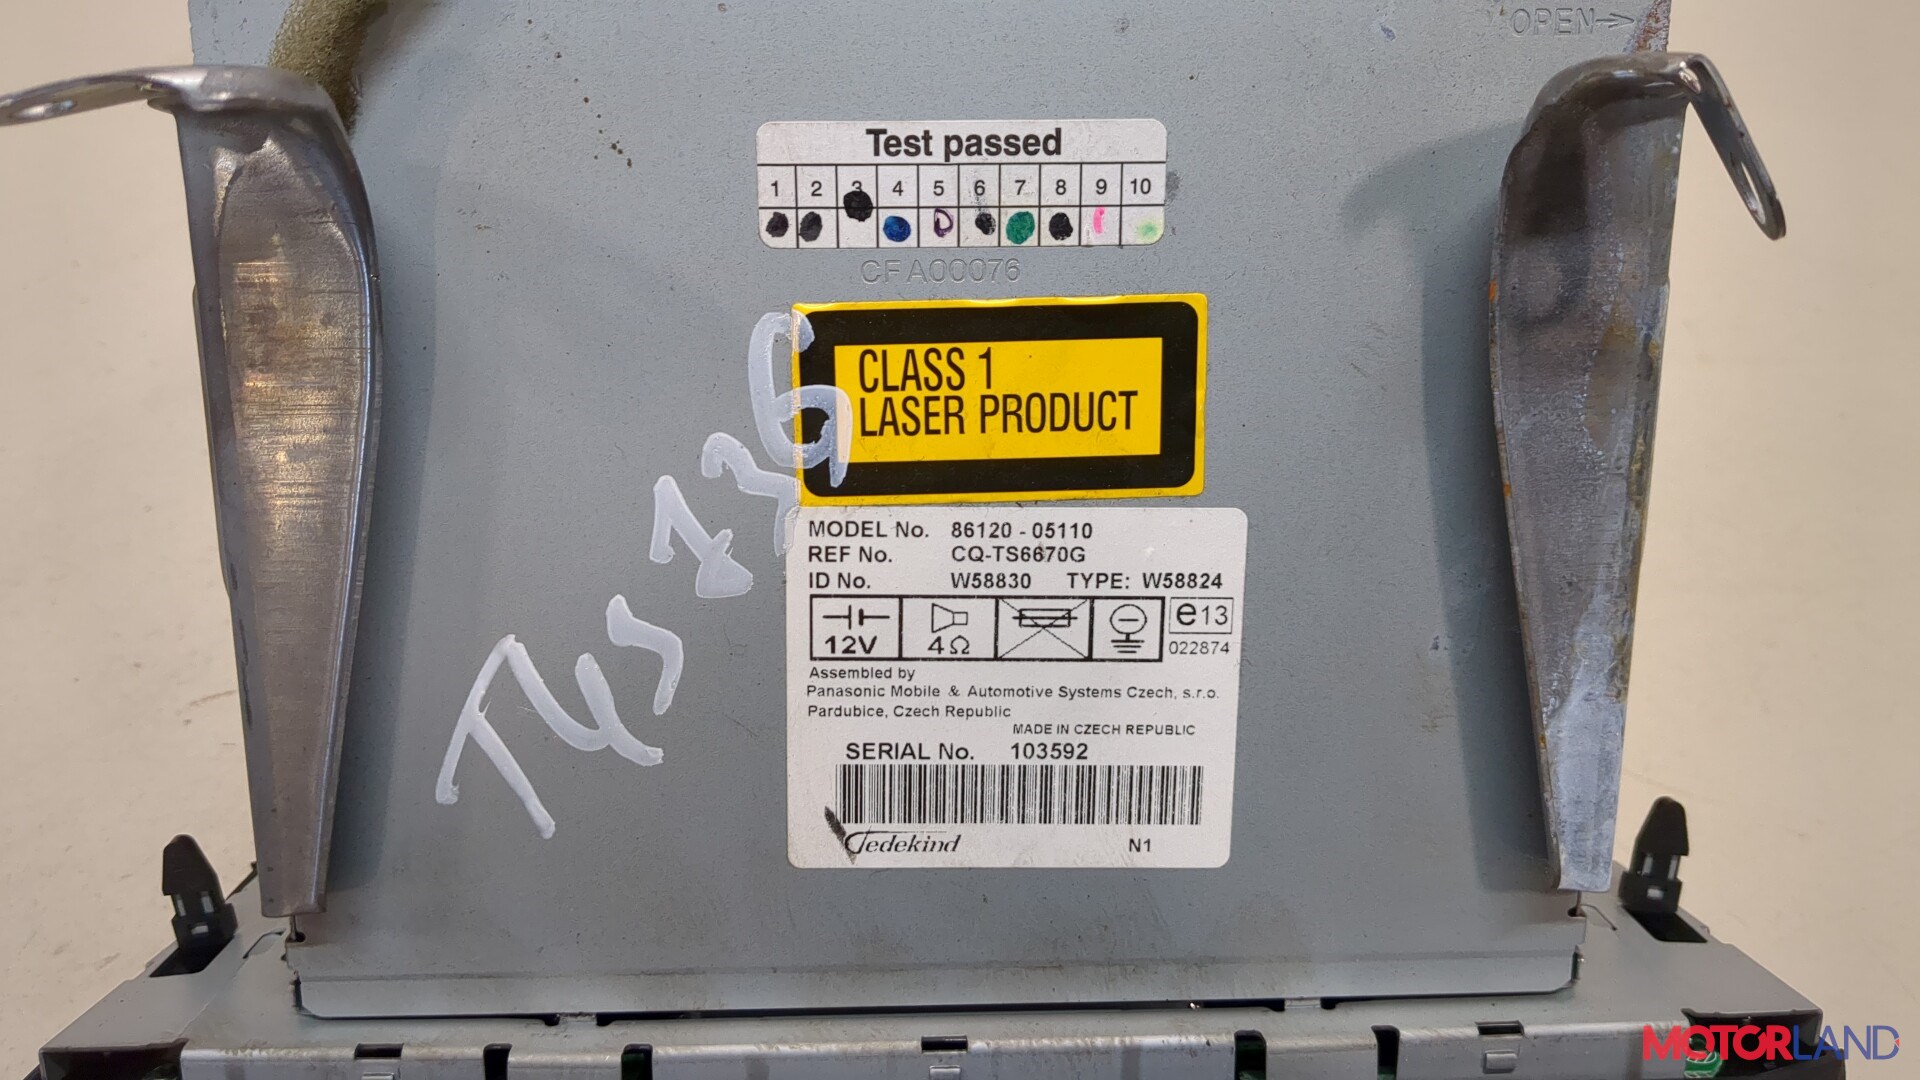 OPEN→
Test passed
1 2 3 4 5 6 7 8 9 10
CFA00076
CLASS 1
LASER PRODUCT
MODEL No. 86120 - 05110
REF No. CQ-TS6670G
ID No. W58830 TYPE: W58824
12V 4Ω e13
022874
Assembled by
Panasonic Mobile & Automotive Systems Czech, s.r.o.
Pardubice, Czech Republic
MADE IN CZECH REPUBLIC
SERIAL No. 103592
Tedekind N1
MOTORLAND